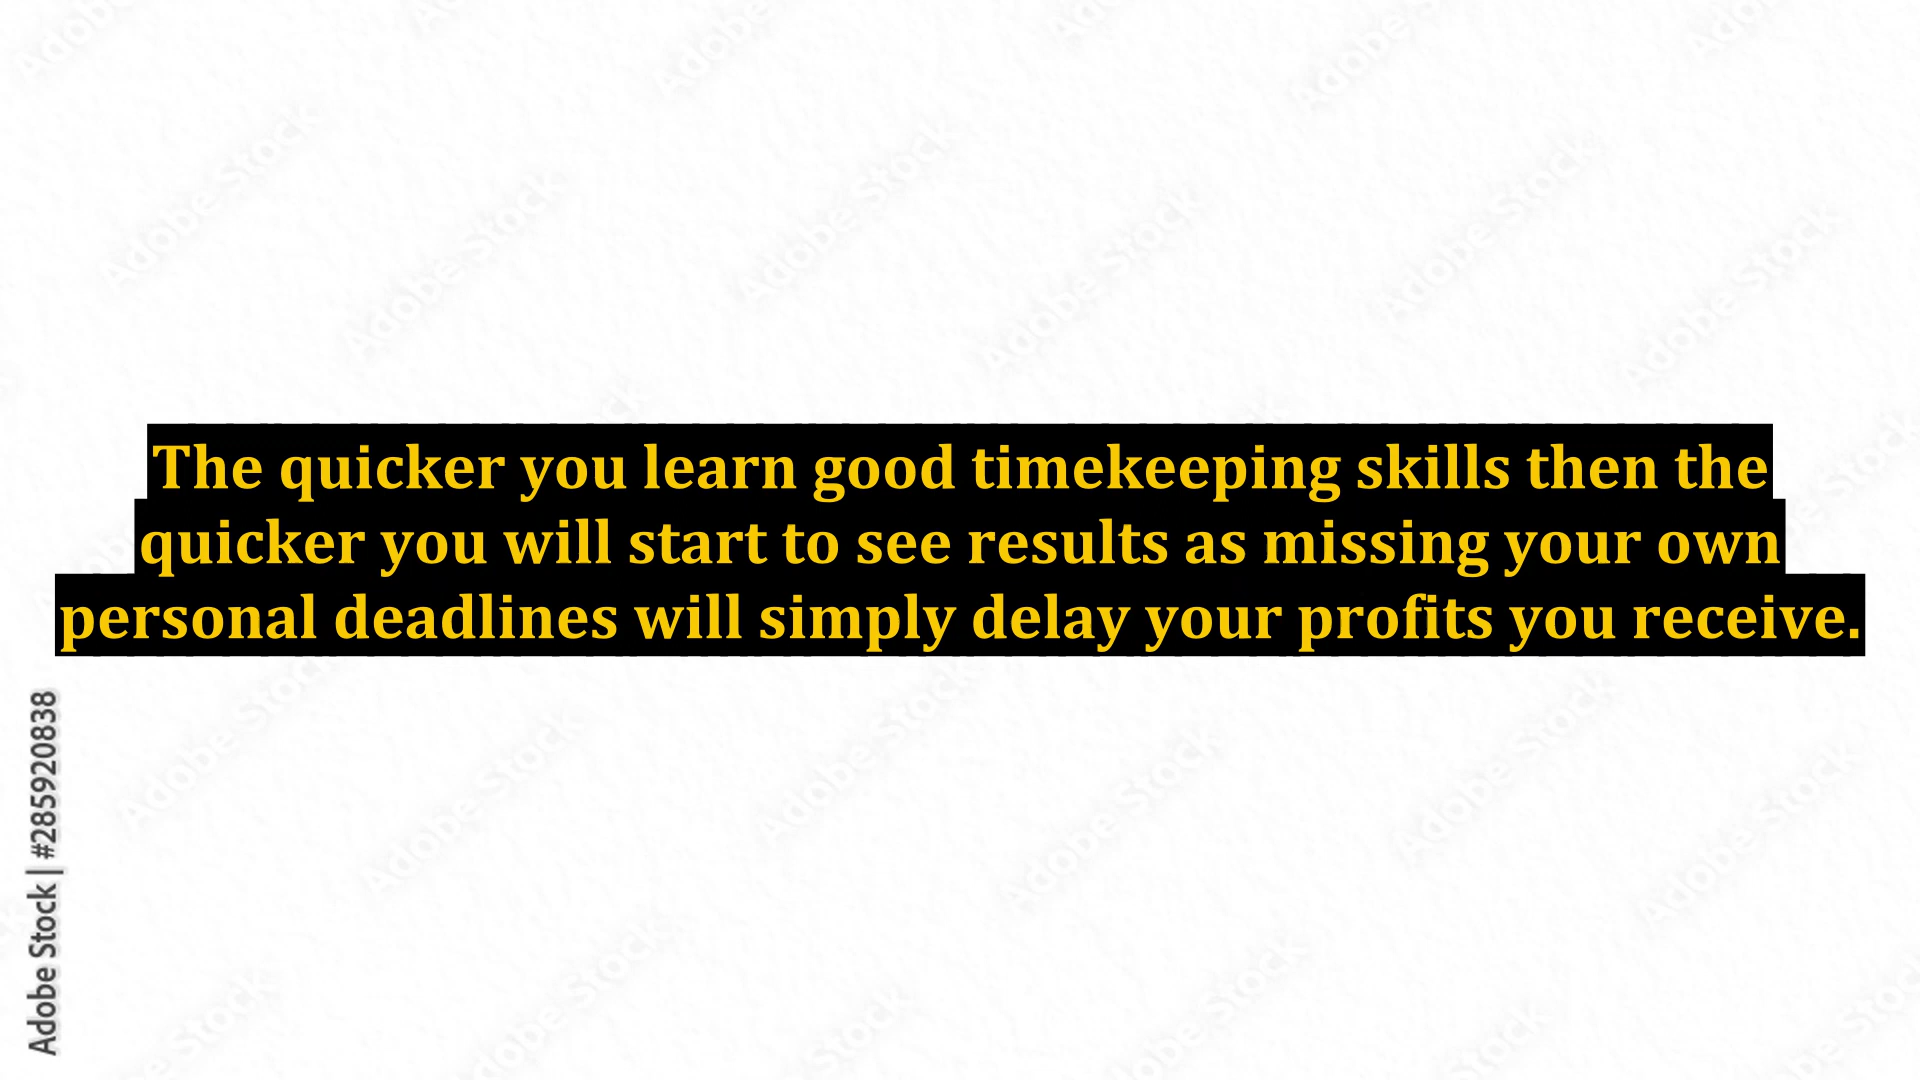 The quicker you learn good timekeeping skills then the
quicker you will start to see results as missing your own
personal deadlines will simply delay your profits you receive.
Adobe Stock | #285920838